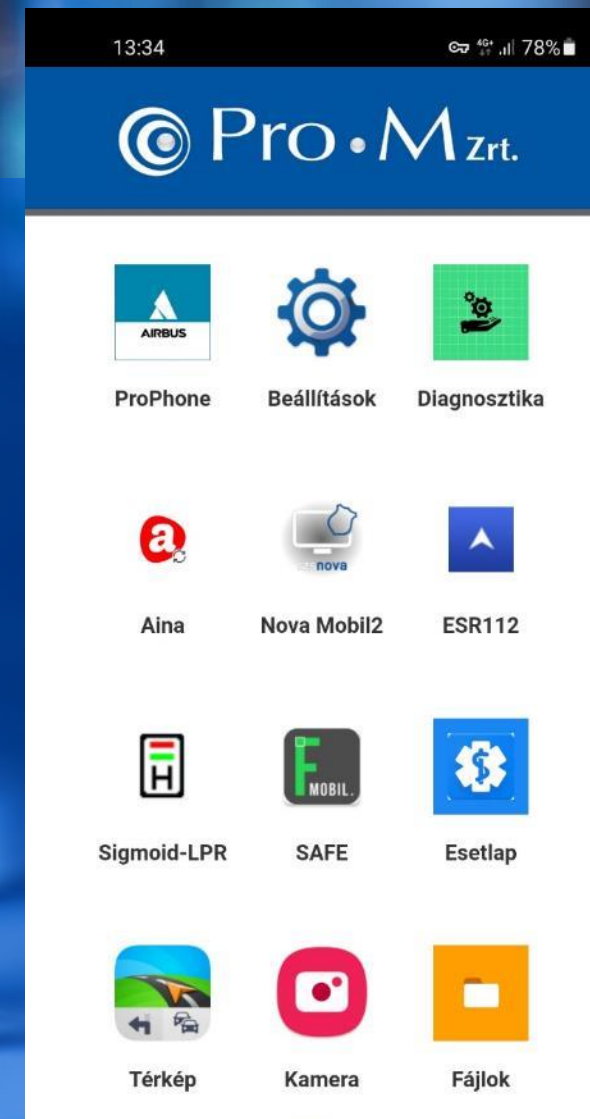 13:34 4G+ 78%
Pro·M Zrt.
AIRBUS
ProPhone Beállítások Diagnosztika
a
nova
Aina Nova Mobil2 ESR112
H
F
MOBIL.
Sigmoid-LPR SAFE Esetlap
Térkép Kamera Fájlok